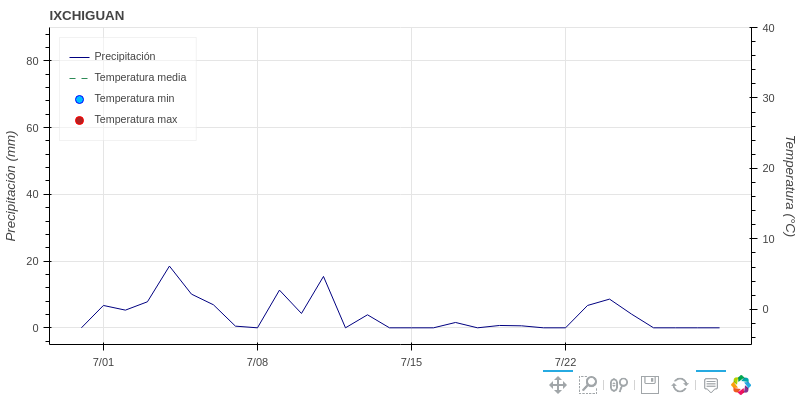 IXCHIGUAN
Precipitación
Temperatura media
Temperatura min
Temperatura max
Precipitación (mm)
80
60
40
20
0
Temperatura (°C)
40
30
20
10
0
7/01
7/08
7/15
7/22